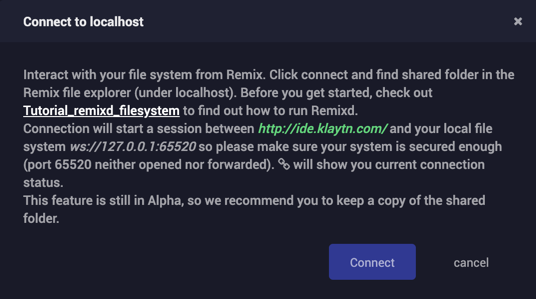 Connect to localhost
Interact with your file system from Remix. Click connect and find shared folder in the
Remix file explorer (under localhost). Before you get started, check out
Tutorial_remixd_filesystem to find out how to run Remixd.
Connection will start a session between http://ide.klaytn.com/ and your local file
system ws://127.0.0.1:65520 so please make sure your system is secured enough
(port 65520 neither opened nor forwarded). will show you current connection
status.
This feature is still in Alpha, so we recommend you to keep a copy of the shared
folder.
Connect cancel